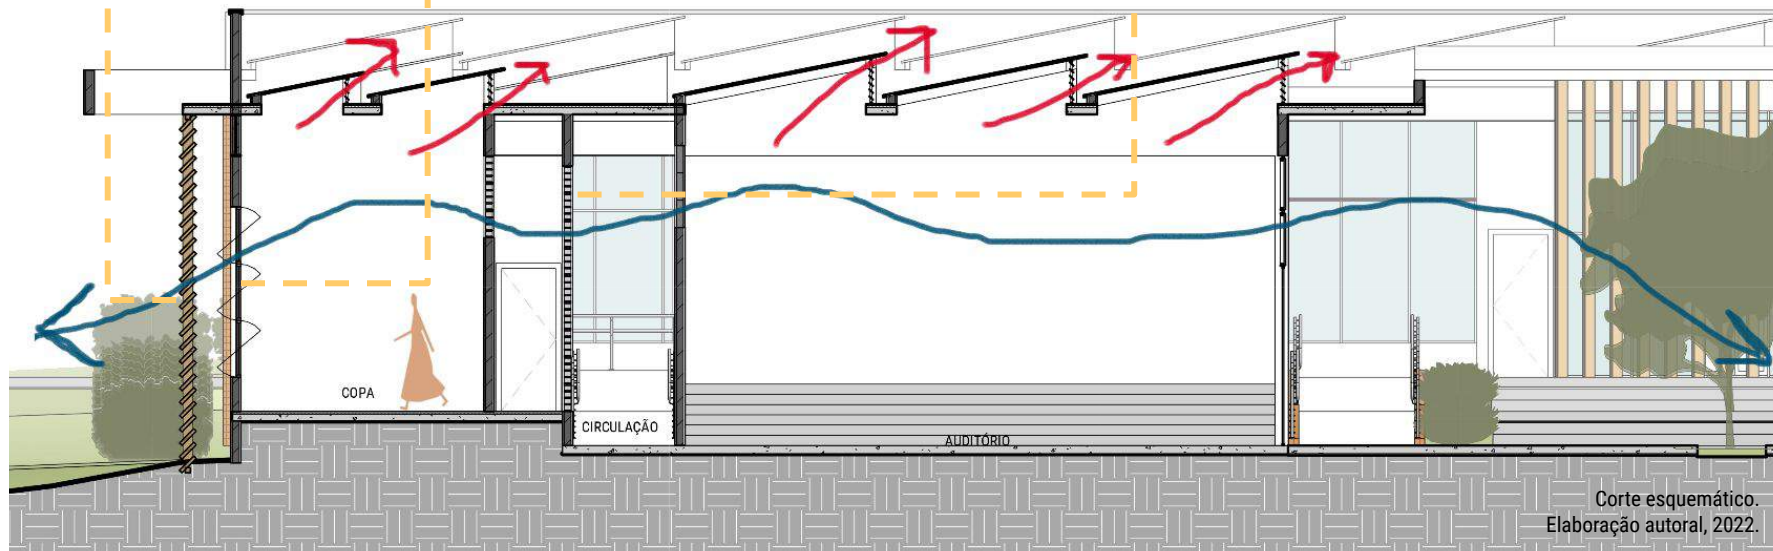 COPA
CIRCULAÇÃO
AUDITÓRIO
Corte esquemático.
Elaboração autoral, 2022.